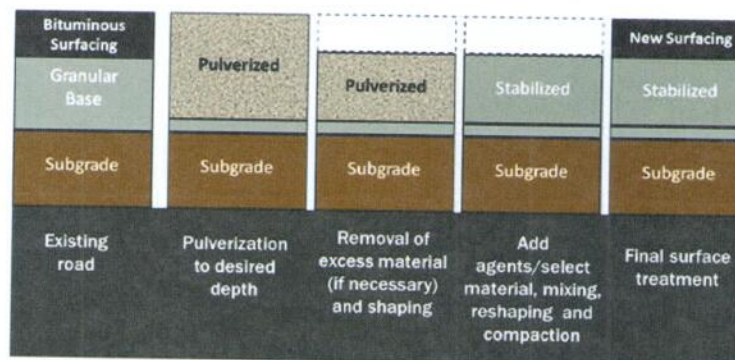 Bituminous
Surfacing
Granular
Base
Subgrade
Existing
road
Pulverized
Subgrade
Pulverization
to desired
depth
Pulverized
Subgrade
Removal of
excess material
(if necessary)
and shaping
Stabilized
Subgrade
Add
agents/select
material, mixing,
reshaping and
compaction
New Surfacing
Stabilized
Subgrade
Final surface
treatment